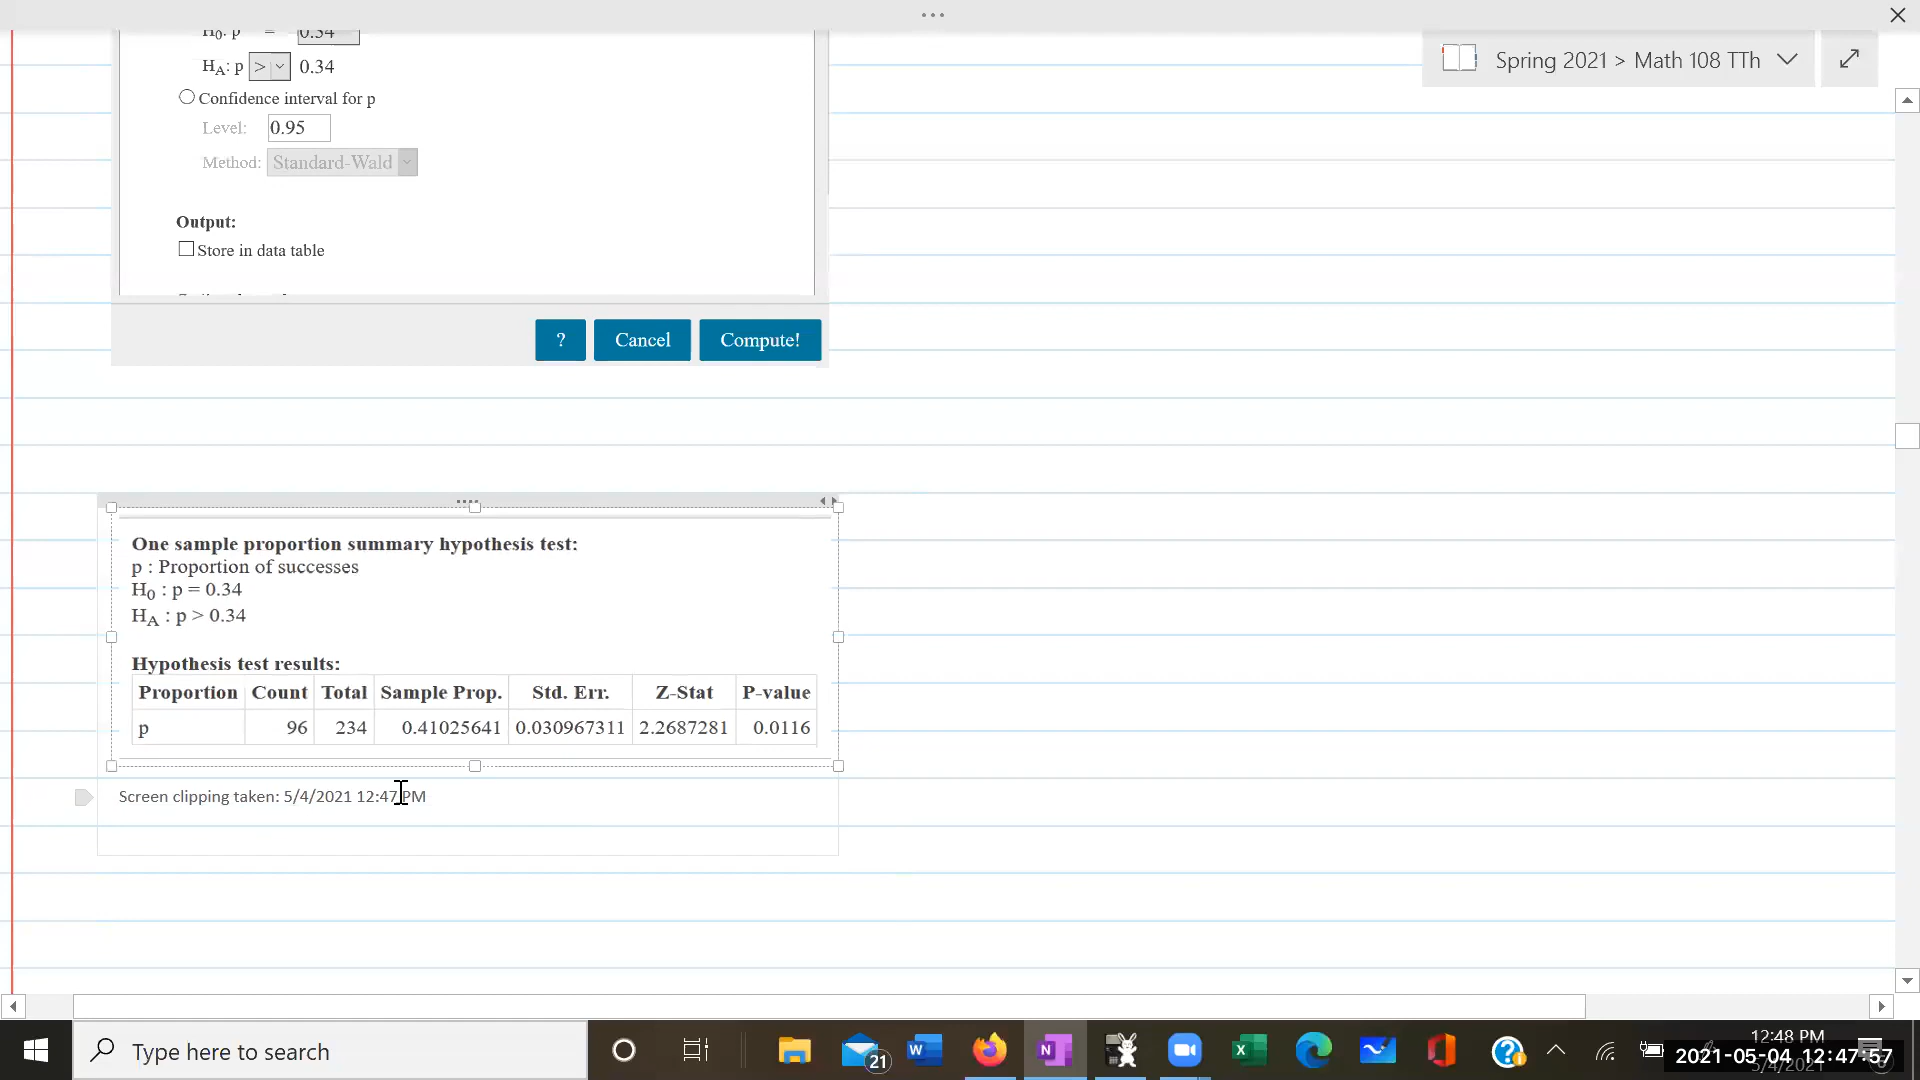 H₀: p = 0.34
Spring 2021 > Math 108 TTh
H_A: p > 0.34
Confidence interval for p
Level: 0.95
Method: Standard-Wald
Output:
Store in data table
? Cancel Compute!
One sample proportion summary hypothesis test:
p : Proportion of successes
H₀ : p = 0.34
H_A : p > 0.34
Hypothesis test results:
Proportion Count Total Sample Prop. Std. Err. Z-Stat P-value
p 96 234 0.41025641 0.030967311 2.2687281 0.0116
Screen clipping taken: 5/4/2021 12:47 PM
Type here to search
21
12:48 PM
2021-05-04 12:47:57